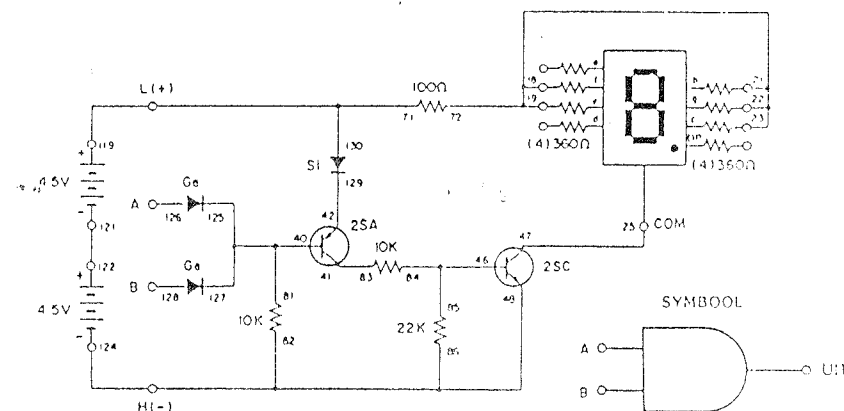 L(+)
100Ω
71 72
18
19
21
22
23
(4)360Ω
(4)360Ω
119
+
4.5V
-
121
122
+
4.5V
-
124
130
Si
129
A
Ge
126 125
B
Ge
128 127
40
42
2SA
41
10K
83 84
46
47
2SC
48
25 COM
81
10K
82
85
22K
86
H(-)
SYMBOOL
A
B